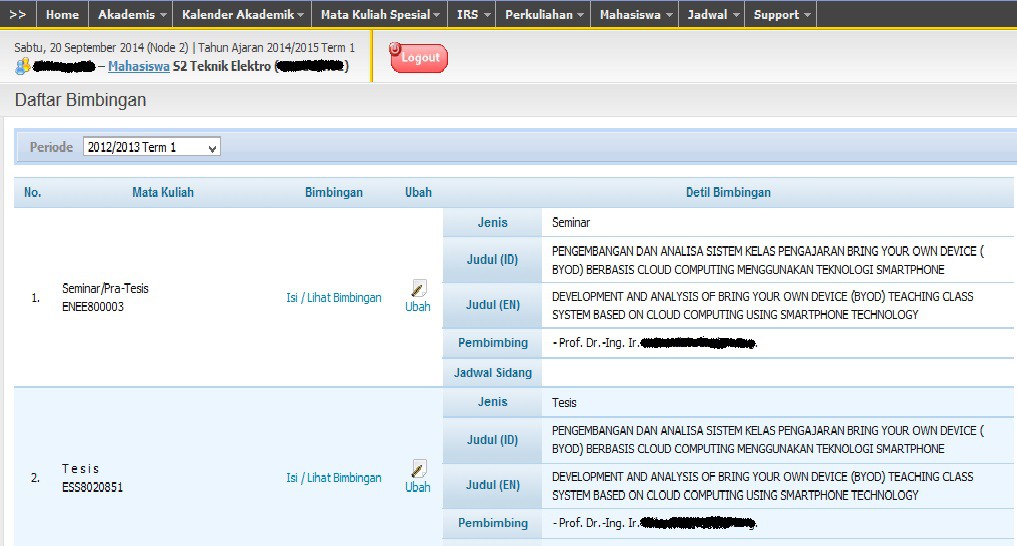 >> Home Akademis Kalender Akademik Mata Kuliah Spesial IRS Perkuliahan Mahasiswa Jadwal Support
Sabtu, 20 September 2014 (Node 2) | Tahun Ajaran 2014/2015 Term 1
– Mahasiswa S2 Teknik Elektro ( )
Logout
Daftar Bimbingan
Periode 2012/2013 Term 1
No. Mata Kuliah Bimbingan Ubah Detil Bimbingan
1.
Seminar/Pra-Tesis
ENEE800003
Isi / Lihat Bimbingan
Ubah
Jenis Seminar
Judul (ID)
PENGEMBANGAN DAN ANALISA SISTEM KELAS PENGAJARAN BRING YOUR OWN DEVICE (
BYOD) BERBASIS CLOUD COMPUTING MENGGUNAKAN TEKNOLOGI SMARTPHONE
Judul (EN)
DEVELOPMENT AND ANALYSIS OF BRING YOUR OWN DEVICE (BYOD) TEACHING CLASS
SYSTEM BASED ON CLOUD COMPUTING USING SMARTPHONE TECHNOLOGY
Pembimbing - Prof. Dr.-Ing. Ir. .
Jadwal Sidang
2.
T e s i s
ESS8020851
Isi / Lihat Bimbingan
Ubah
Jenis Tesis
Judul (ID)
PENGEMBANGAN DAN ANALISA SISTEM KELAS PENGAJARAN BRING YOUR OWN DEVICE (
BYOD) BERBASIS CLOUD COMPUTING MENGGUNAKAN TEKNOLOGI SMARTPHONE
Judul (EN)
DEVELOPMENT AND ANALYSIS OF BRING YOUR OWN DEVICE (BYOD) TEACHING CLASS
SYSTEM BASED ON CLOUD COMPUTING USING SMARTPHONE TECHNOLOGY
Pembimbing - Prof. Dr.-Ing. Ir. .